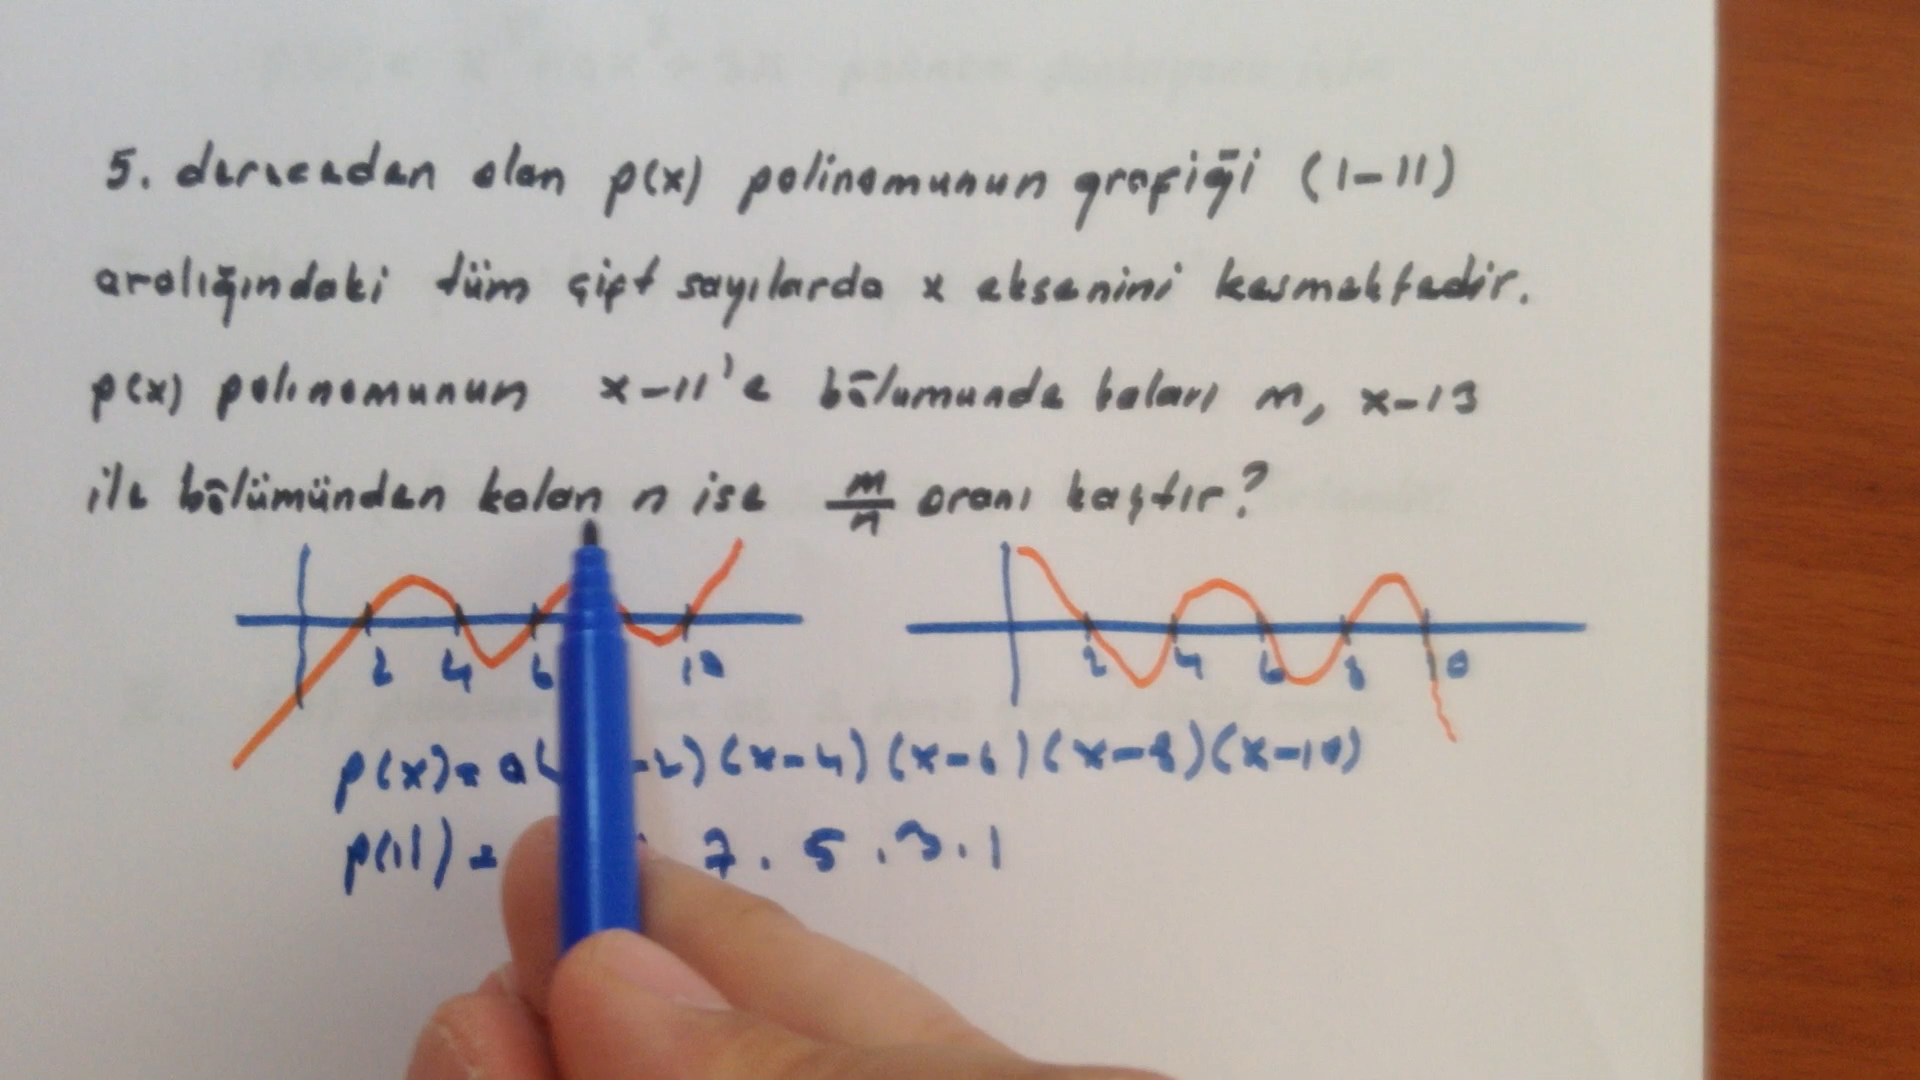 5. dereceden olan p(x) polinomunun grafiği (1-11)
aralığındaki tüm çift sayılarda x eksenini kesmektedir.
p(x) polinomunun x-11'e bölümünde kalanı m, x-13
ile bölümünden kalan n ise m/n oranı kaçtır?
2 4 6 10
2 4 6 8 10
p(x)= a( -2)(x-4)(x-6)(x-8)(x-10)
p(11)= 7.5.3.1